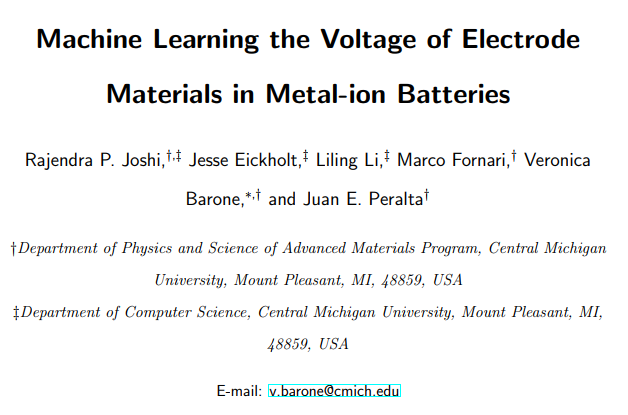 Machine Learning the Voltage of Electrode
Materials in Metal-ion Batteries
Rajendra P. Joshi,†,‡ Jesse Eickholt,‡ Liling Li,‡ Marco Fornari,† Veronica
Barone,*,† and Juan E. Peralta†
†Department of Physics and Science of Advanced Materials Program, Central Michigan
University, Mount Pleasant, MI, 48859, USA
‡Department of Computer Science, Central Michigan University, Mount Pleasant, MI,
48859, USA
E-mail: v.barone@cmich.edu